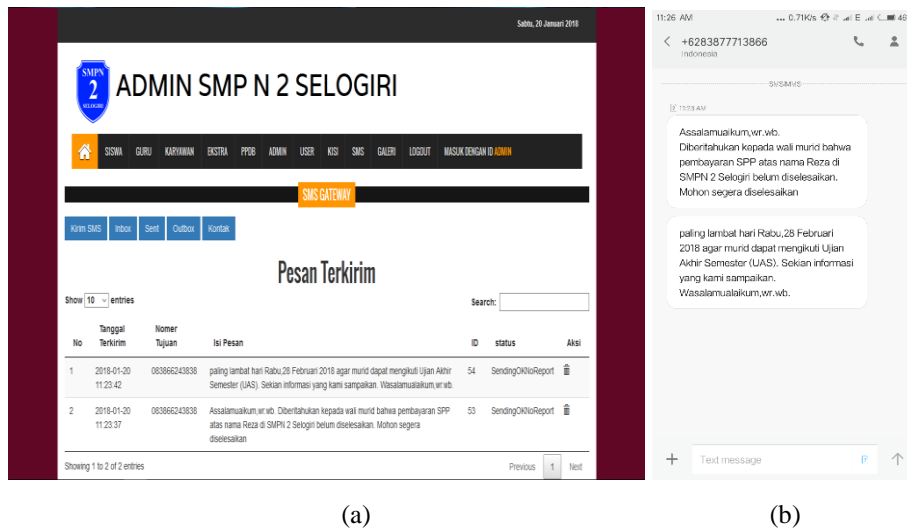 Sabtu, 20 Januari 2018
SMPN
2
SELOGIRI
ADMIN SMP N 2 SELOGIRI
SISWA GURU KARYAWAN EKSTRA PPDB ADMIN USER KISI SMS GALERI LOGOUT MASUK DENGAN ID ADMIN
SMS GATEWAY
Kirim SMS Inbox Sent Outbox Kontak
Pesan Terkirim
Show 10 entries Search:
No Tanggal Terkirim Nomer Tujuan Isi Pesan ID status Aksi
1 2018-01-20 11:23:42 083866243838 paling lambat hari Rabu,28 Februari 2018 agar murid dapat mengikuti Ujian Akhir 54 SendingOKNoReport
Semester (UAS). Sekian informasi yang kami sampaikan. Wasalamualaikum,wr.wb.
2 2018-01-20 11:23:37 083866243838 Assalamuaikum,wr.wb. Diberitahukan kepada wali murid bahwa pembayaran SPP 53 SendingOKNoReport
atas nama Reza di SMPN 2 Selogiri belum diselesaikan. Mohon segera
diselesaikan
Showing 1 to 2 of 2 entries Previous 1 Next
(a)
11:26 AM ... 0.71K/s E 46
+6283877713866
Indonesia
SMS/MMS
11:23 AM
Assalamuaikum,wr.wb.
Diberitahukan kepada wali murid bahwa
pembayaran SPP atas nama Reza di
SMPN 2 Selogiri belum diselesaikan.
Mohon segera diselesaikan
paling lambat hari Rabu,28 Februari
2018 agar murid dapat mengikuti Ujian
Akhir Semester (UAS). Sekian informasi
yang kami sampaikan.
Wasalamualaikum,wr.wb.
Text message
(b)